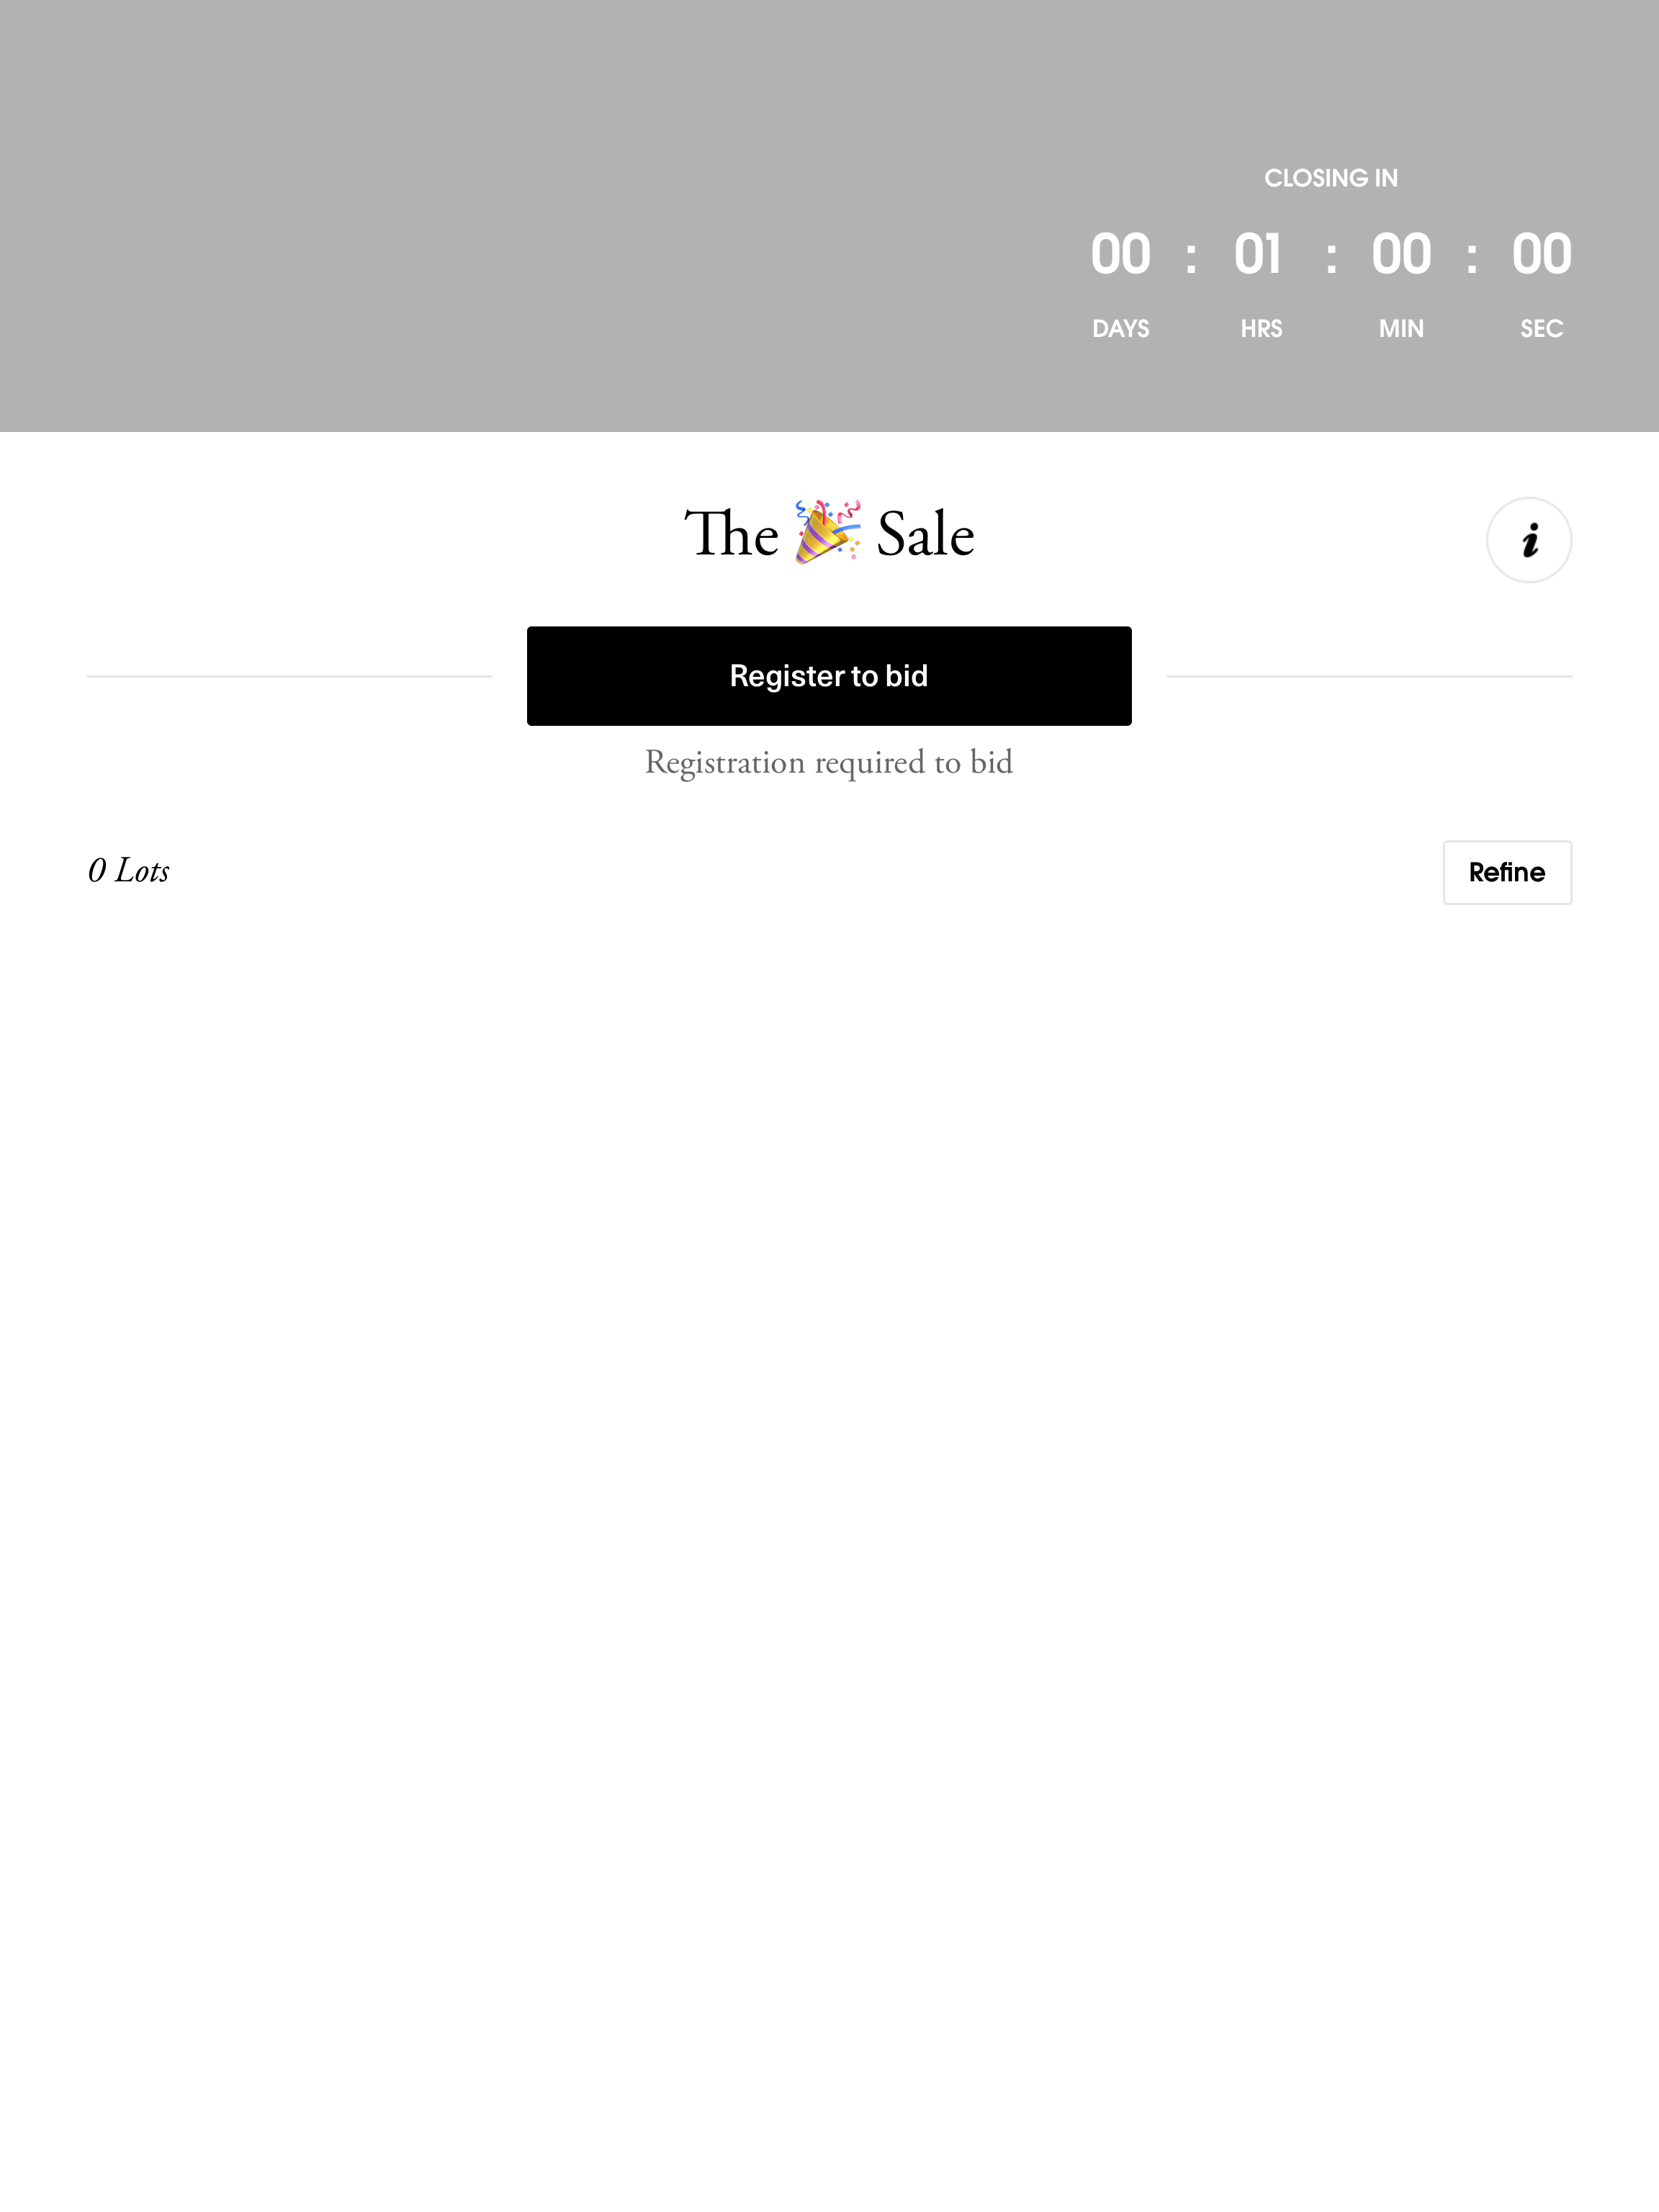 CLOSING IN
00 : 01 : 00 : 00
DAYS HRS MIN SEC
The 🎉 Sale
i
Register to bid
Registration required to bid
0 Lots
Refine